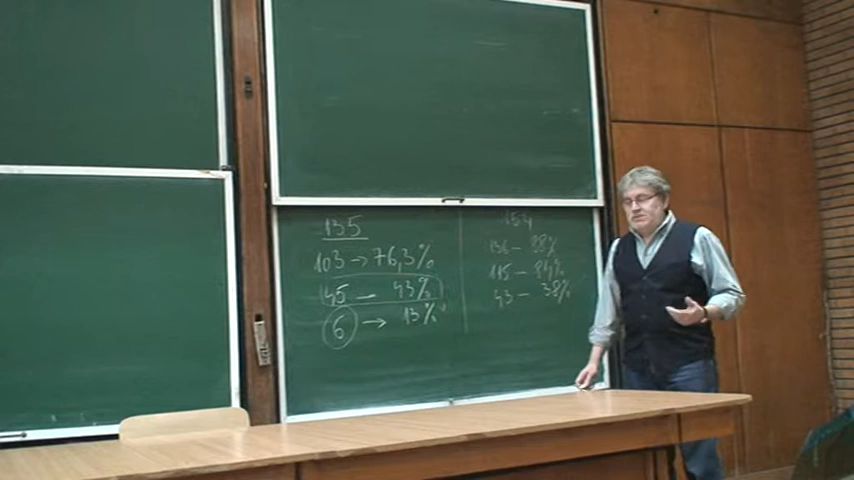 135
103 → 76,3%
45 — 43%
6 → 13%
154
136 — 88%
115 — 84%
43 — 38%